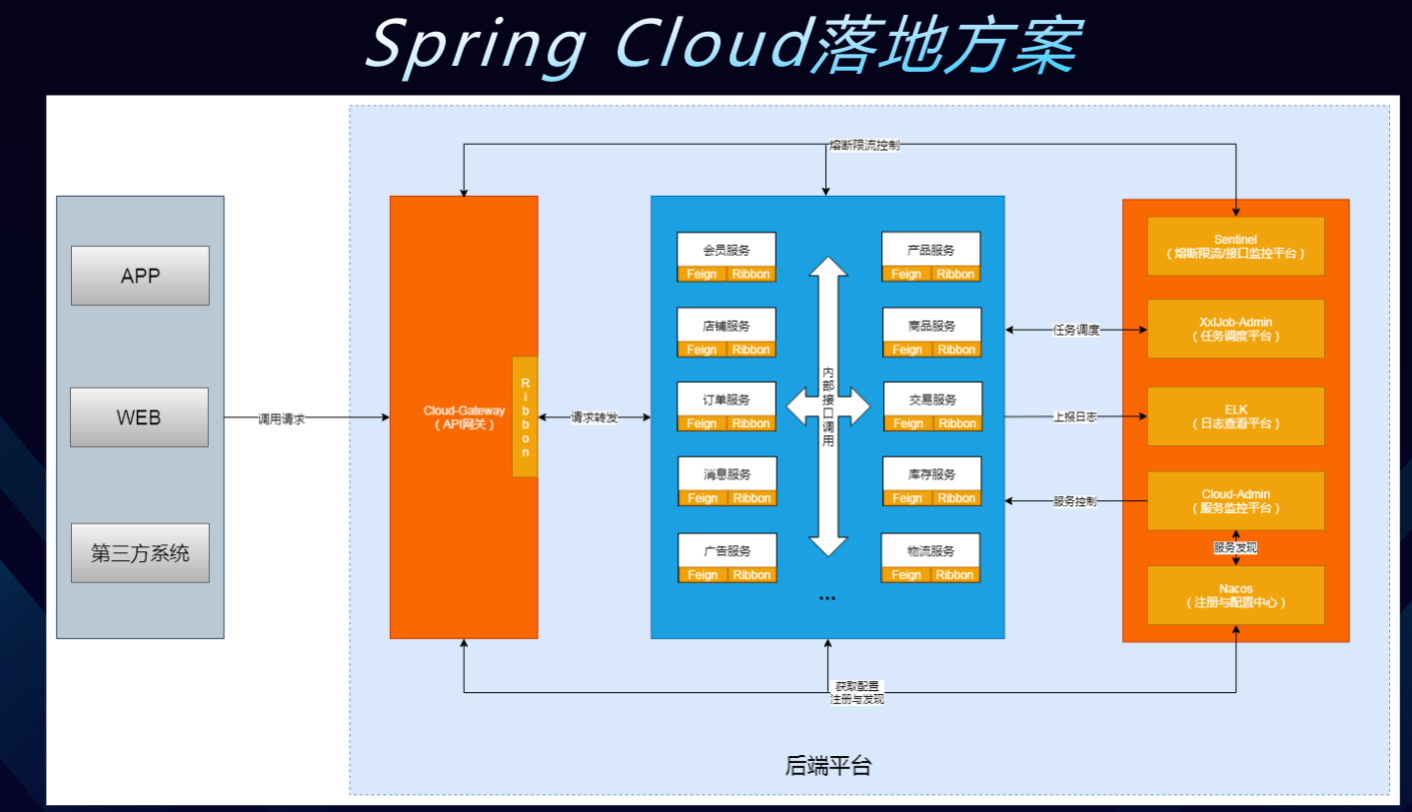 Spring Cloud落地方案
熔断限流控制
APP
WEB
第三方系统
调用请求
Cloud-Gateway
（API网关）
Ribbon
请求转发
会员服务
Feign Ribbon
产品服务
Feign Ribbon
店铺服务
Feign Ribbon
商品服务
Feign Ribbon
订单服务
Feign Ribbon
交易服务
Feign Ribbon
消息服务
Feign Ribbon
库存服务
Feign Ribbon
广告服务
Feign Ribbon
物流服务
Feign Ribbon
内部接口调用
...
任务调度
上报日志
服务控制
Sentinel
（熔断限流/接口监控平台）
XxlJob-Admin
（任务调度平台）
ELK
（日志查看平台）
Cloud-Admin
（服务监控平台）
服务发现
Nacos
（注册与配置中心）
获取配置
注册与发现
后端平台